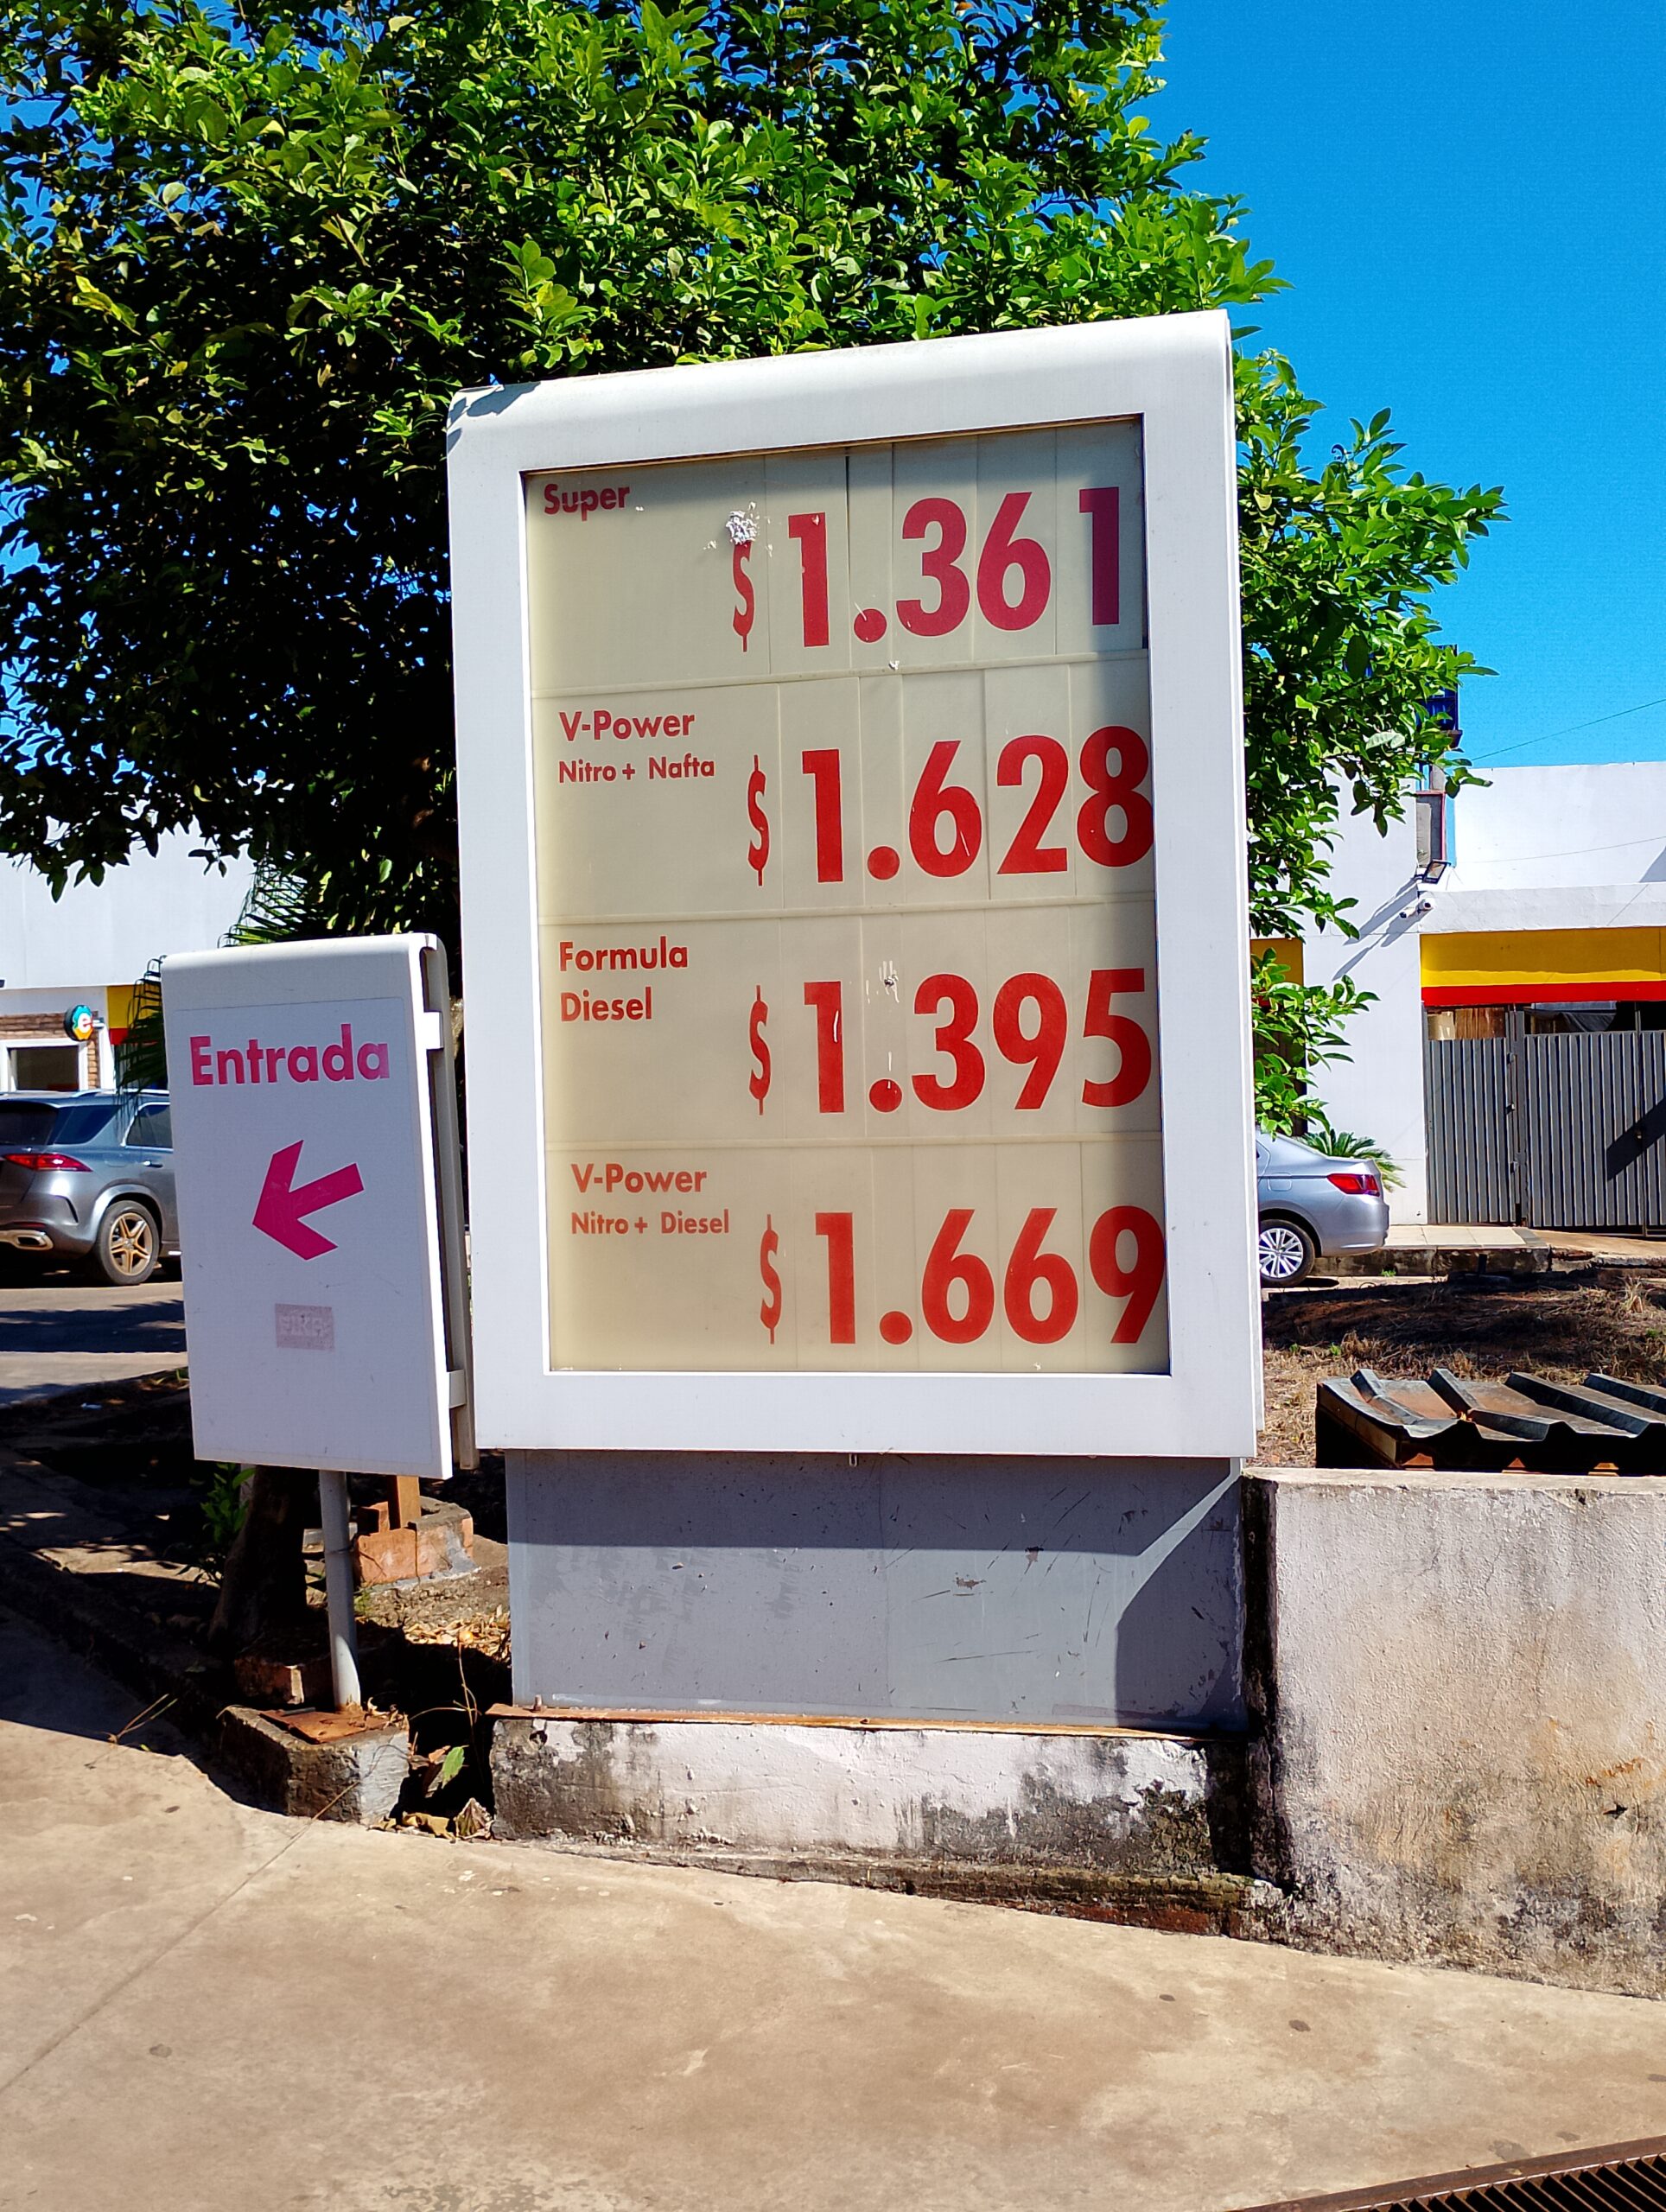 Super
$ 1.361
V-Power
Nitro+ Nafta
$ 1.628
Formula
Diesel
$ 1.395
V-Power
Nitro+ Diesel
$ 1.669
Entrada
e